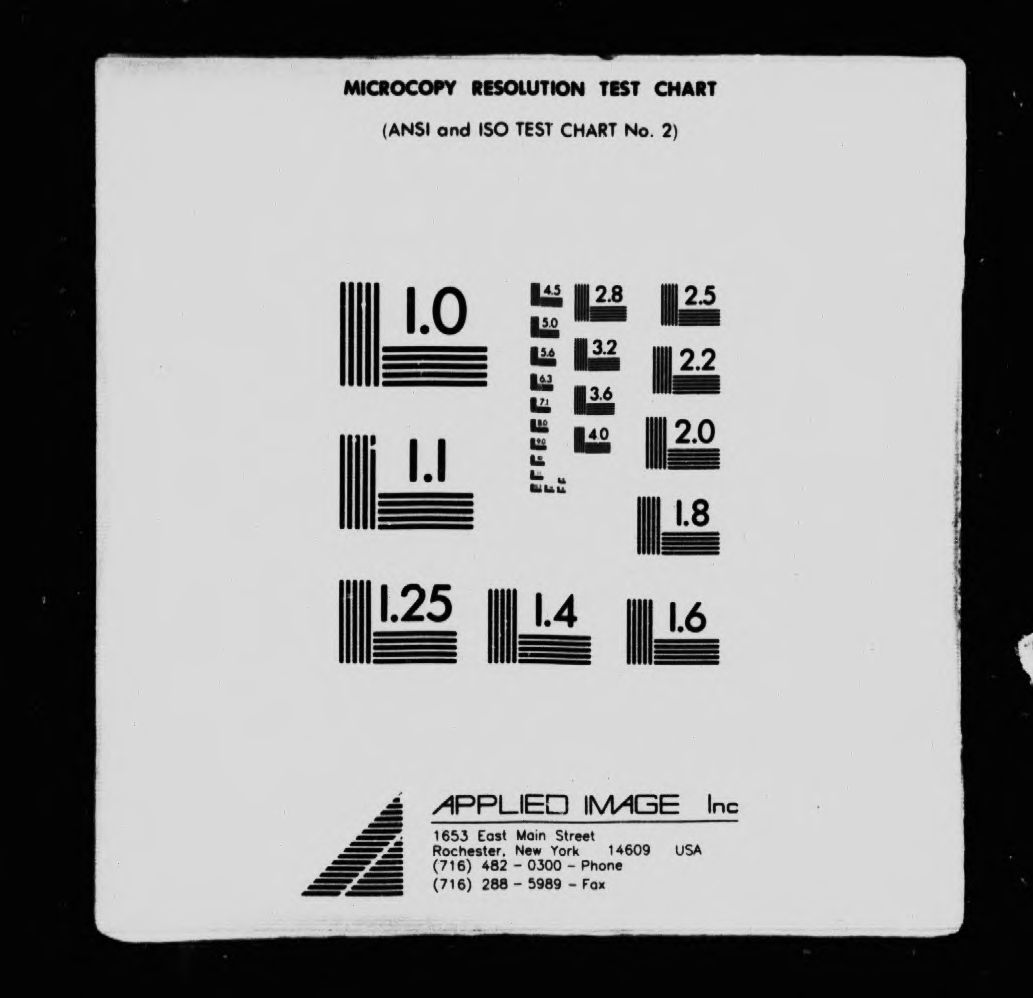 MICROCOPY RESOLUTION TEST CHART
(ANSI and ISO TEST CHART No. 2)
1.0
4.5
2.8
2.5
5.0
5.6
3.2
2.2
6.3
3.6
7.1
8.0
4.0
2.0
9.0
1.1
1.8
1.25
1.4
1.6
APPLIED IMAGE Inc
1653 East Main Street
Rochester, New York 14609 USA
(716) 482 - 0300 - Phone
(716) 288 - 5989 - Fax